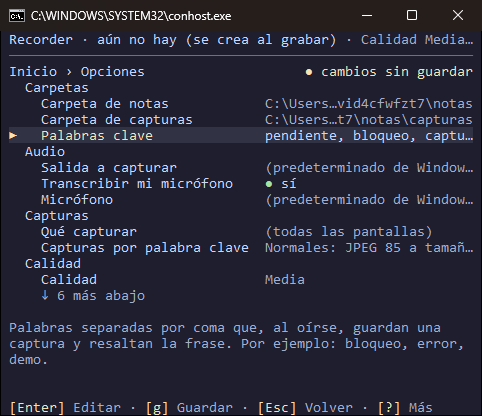 C:\WINDOWS\SYSTEM32\conhost.exe
Recorder · aún no hay (se crea al grabar) · Calidad Media…
Inicio › Opciones ● cambios sin guardar
Carpetas
Carpeta de notas C:\Users…vid4cfwfzt7\notas
Carpeta de capturas C:\Users…t7\notas\capturas
► Palabras clave pendiente, bloqueo, captu…
Audio
Salida a capturar (predeterminado de Window…
Transcribir mi micrófono ● sí
Micrófono (predeterminado de Window…
Capturas
Qué capturar (todas las pantallas)
Capturas por palabra clave Normales: JPEG 85 a tamañ…
Calidad
Calidad Media
↓ 6 más abajo
Palabras separadas por coma que, al oírse, guardan una
captura y resaltan la frase. Por ejemplo: bloqueo, error,
demo.
[Enter] Editar · [g] Guardar · [Esc] Volver · [?] Más